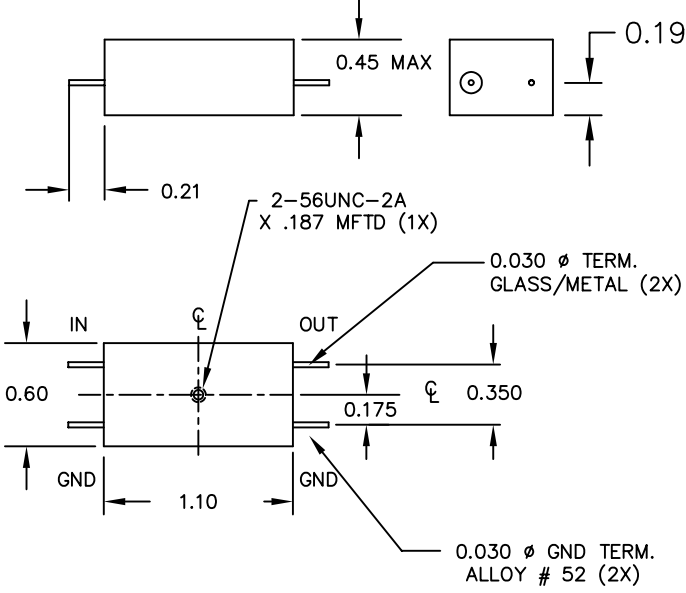 0.45 MAX
0.19
0.21
2-56UNC-2A
X .187 MFTD (1X)
0.030 ø TERM.
GLASS/METAL (2X)
IN
℄
OUT
0.60
℄
0.350
0.175
GND
GND
1.10
0.030 ø GND TERM.
ALLOY # 52 (2X)